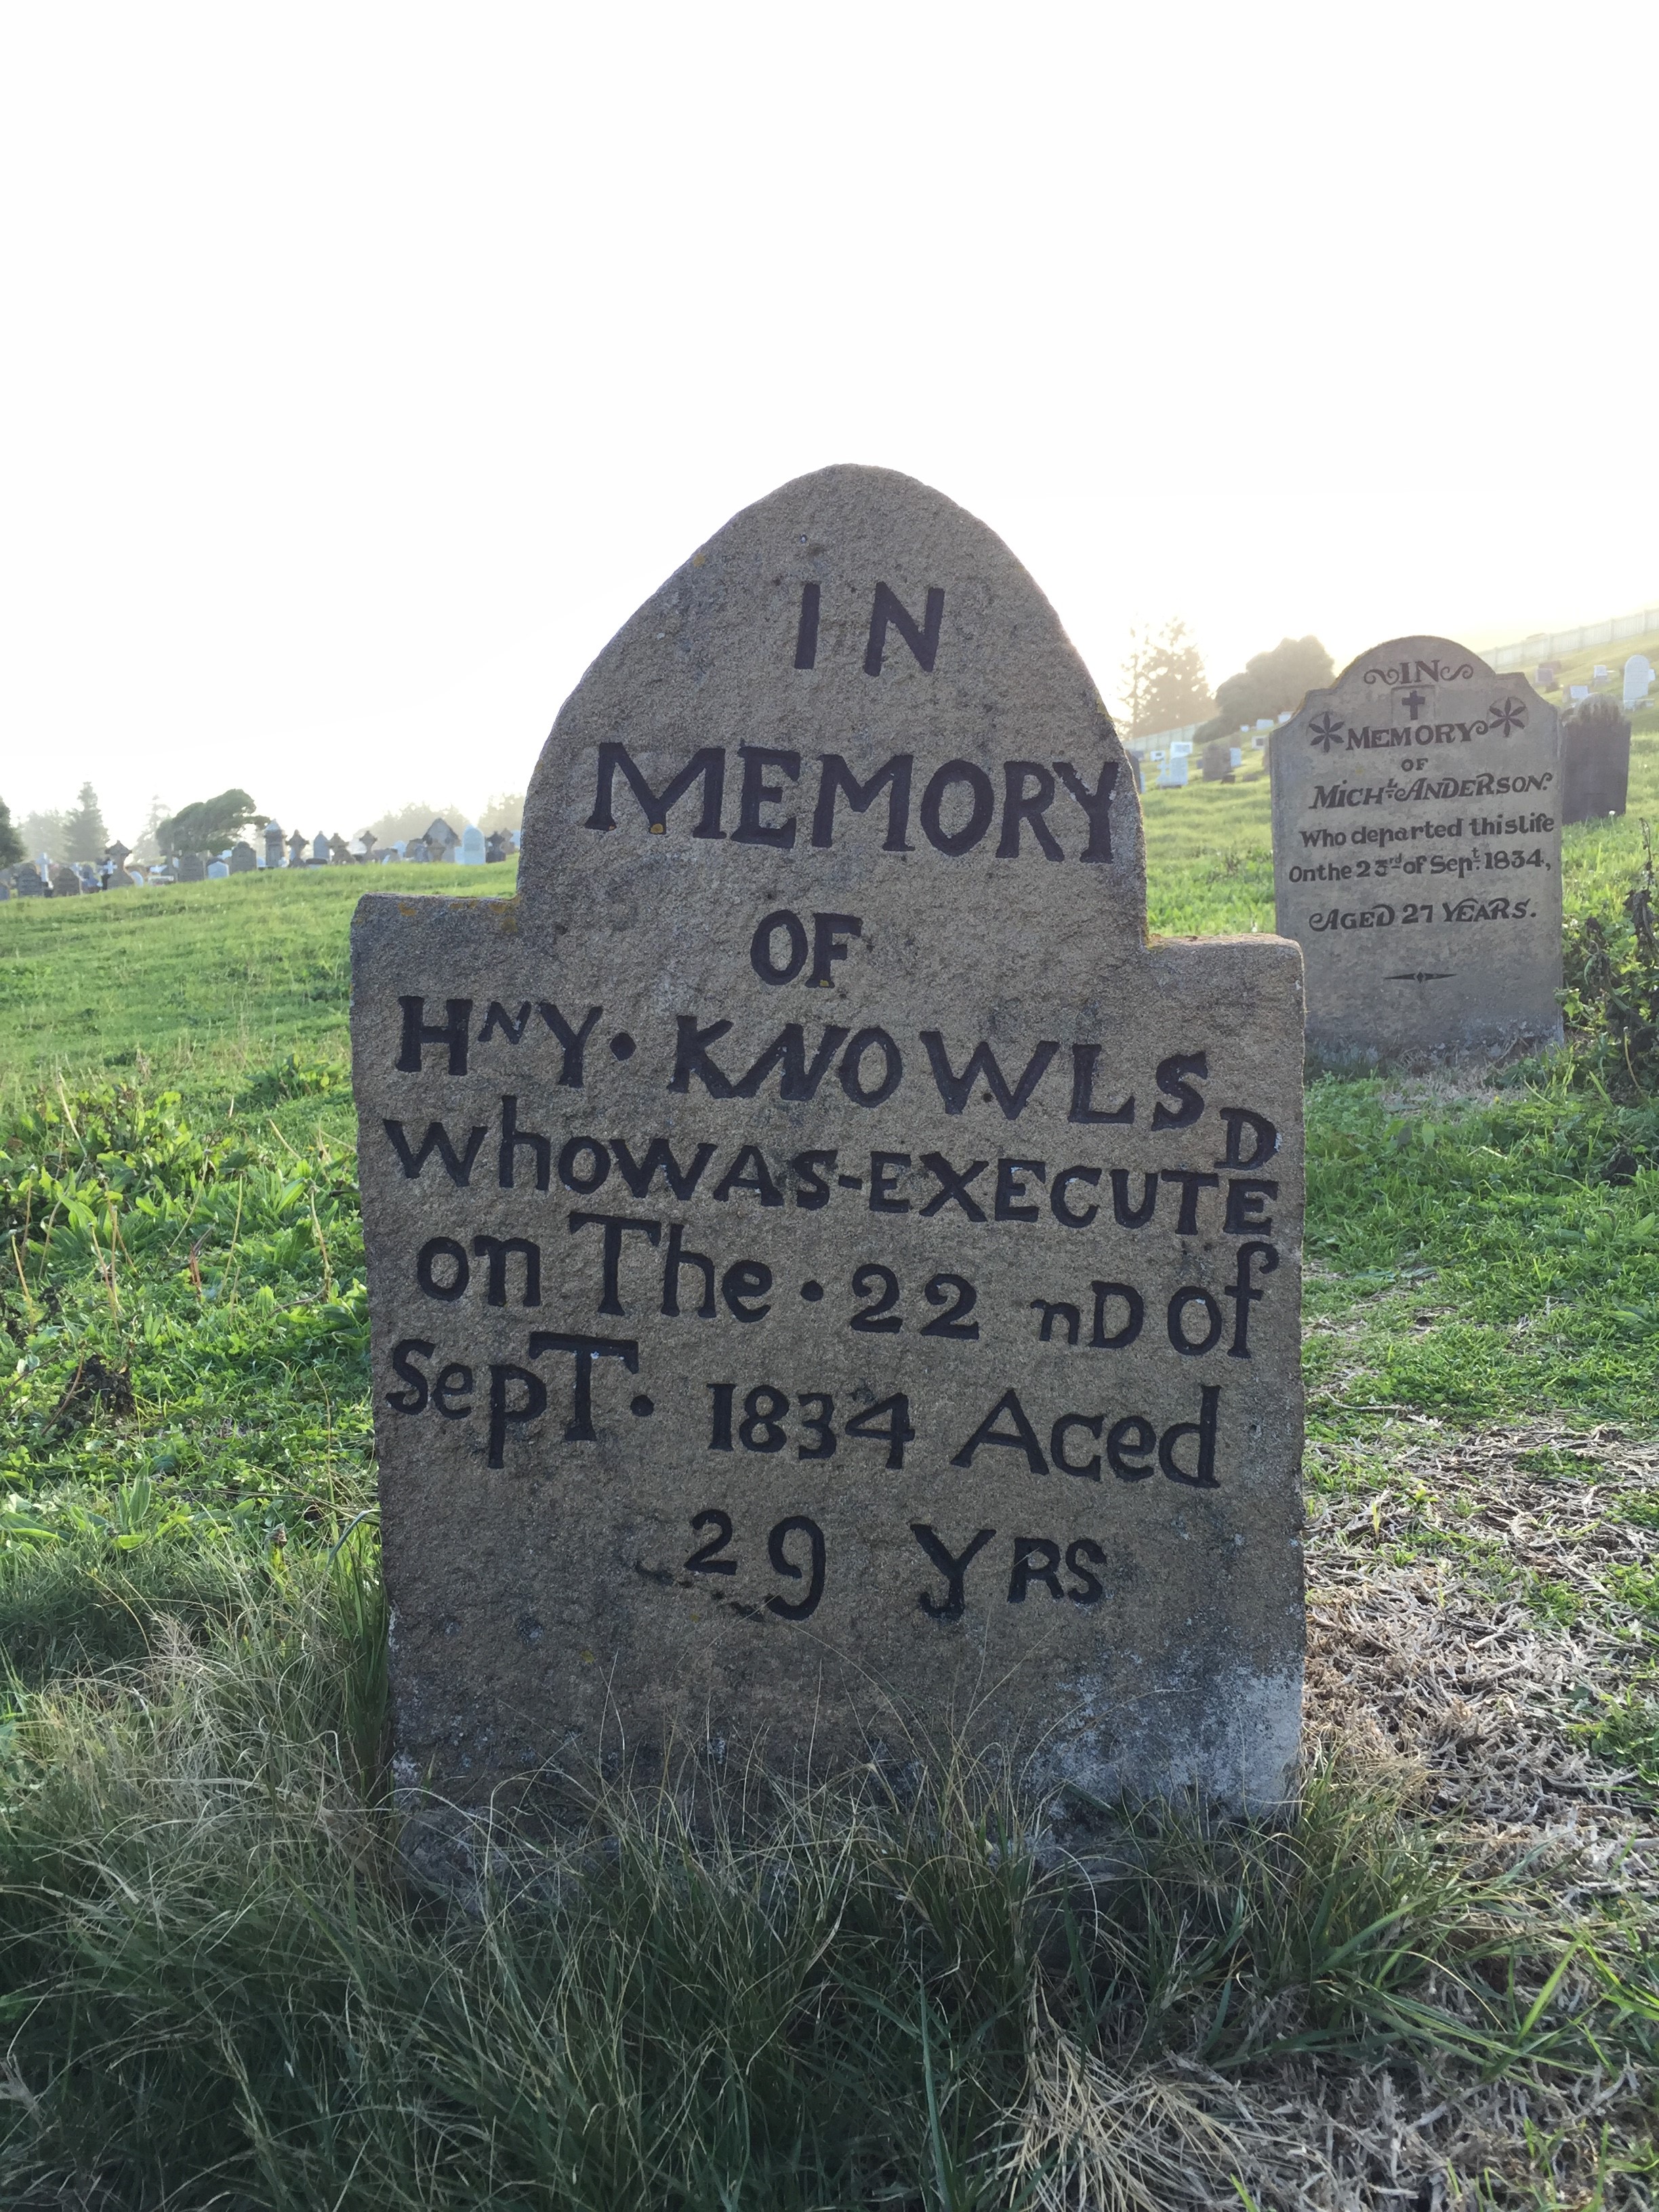 IN
MEMORY
OF
HNY. KNOWLS
WhoWAS-EXECUTED
on The · 22 nD Of
SepT. 1834 Aced
29 YRS
IN
MEMORY
OF
MICHL ANDERSON.
Who departed this life
On the 23rd of Sept. 1834,
AGED 27 YEARS.